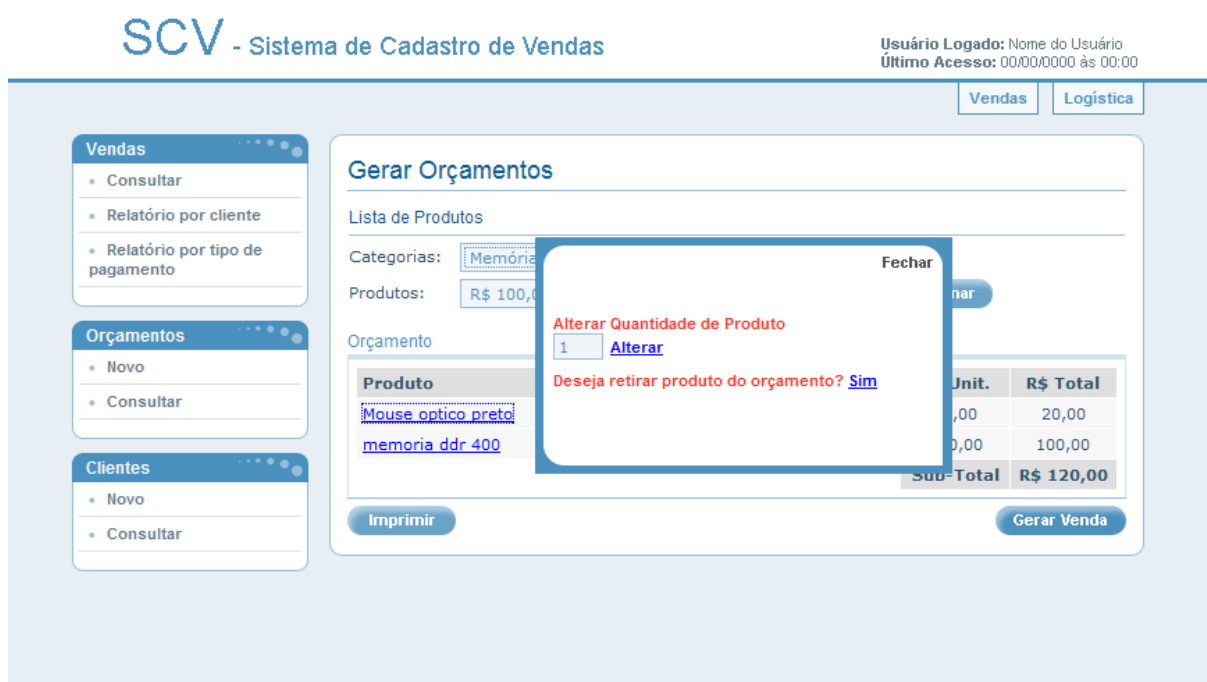 SCV - Sistema de Cadastro de Vendas
Usuário Logado: Nome do Usuário
Último Acesso: 00/00/0000 às 00:00
Vendas Logística
Vendas
Consultar
Relatório por cliente
Relatório por tipo de
pagamento
Orçamentos
Novo
Consultar
Clientes
Novo
Consultar
Gerar Orçamentos
Lista de Produtos
Categorias:
Produtos: R$
Orçamento
Produto R$ Total
Mouse optico preto 20,00
memoria ddr 400 100,00
Sub-Total R$ 120,00
Imprimir Gerar Venda
Fechar
Alterar Quantidade de Produto
1 Alterar
Deseja retirar produto do orçamento? Sim